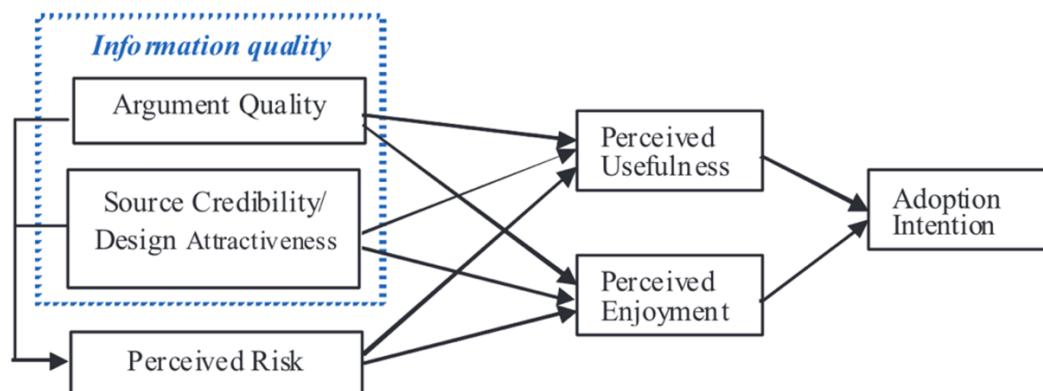 Information quality
Argument Quality
Source Credibility/
Design Attractiveness
Perceived Risk
Perceived
Usefulness
Perceived
Enjoyment
Adoption
Intention